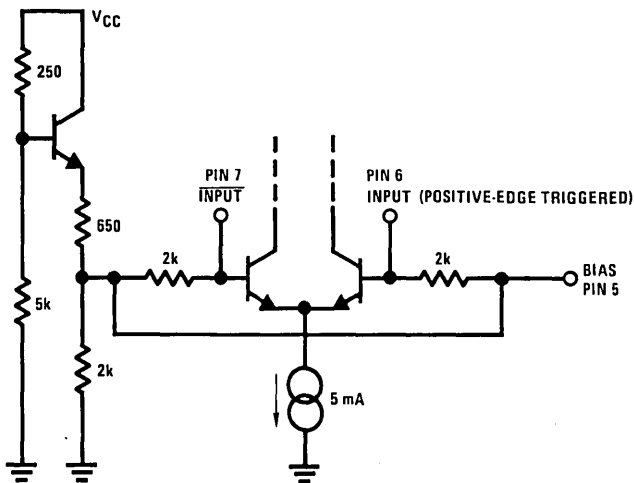 VCC
250
650
5k
2k
2k
PIN 7
INPUT
PIN 6
INPUT (POSITIVE-EDGE TRIGGERED)
2k
BIAS
PIN 5
5 mA